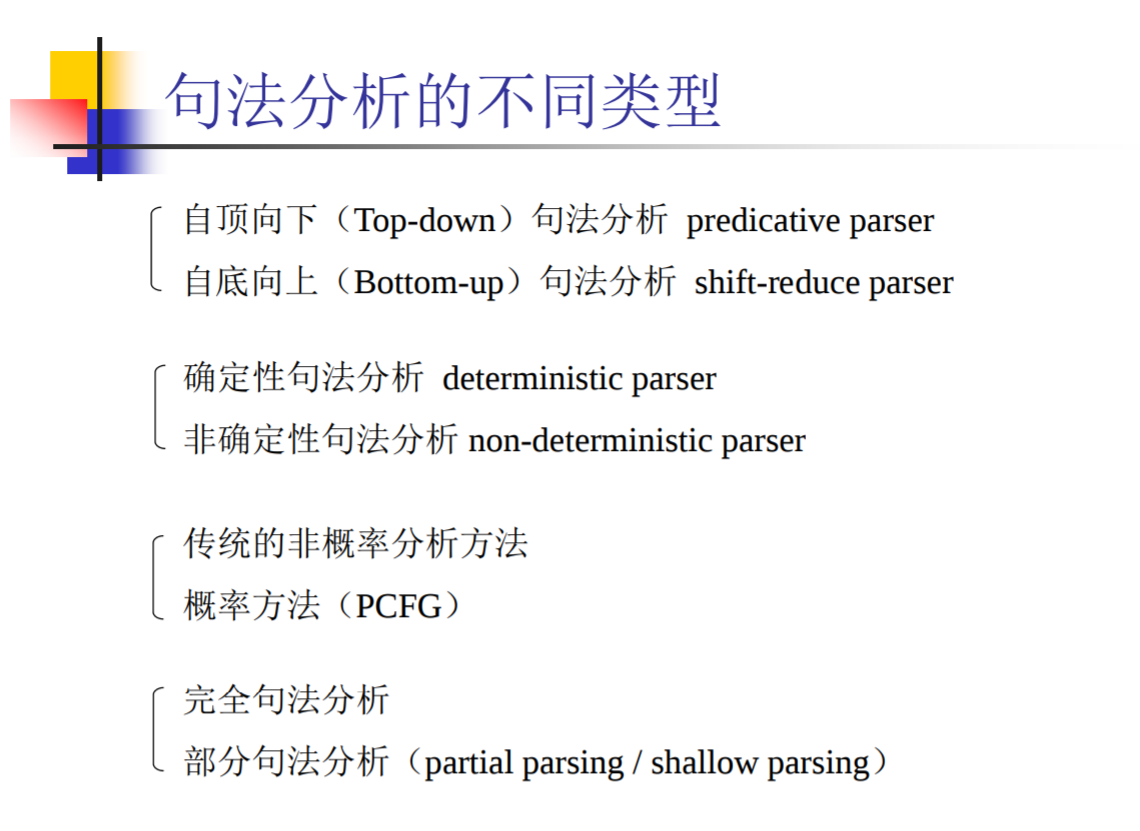 句法分析的不同类型
自顶向下（Top-down）句法分析 predicative parser
自底向上（Bottom-up）句法分析 shift-reduce parser
确定性句法分析 deterministic parser
非确定性句法分析 non-deterministic parser
传统的非概率分析方法
概率方法（PCFG）
完全句法分析
部分句法分析（partial parsing / shallow parsing）